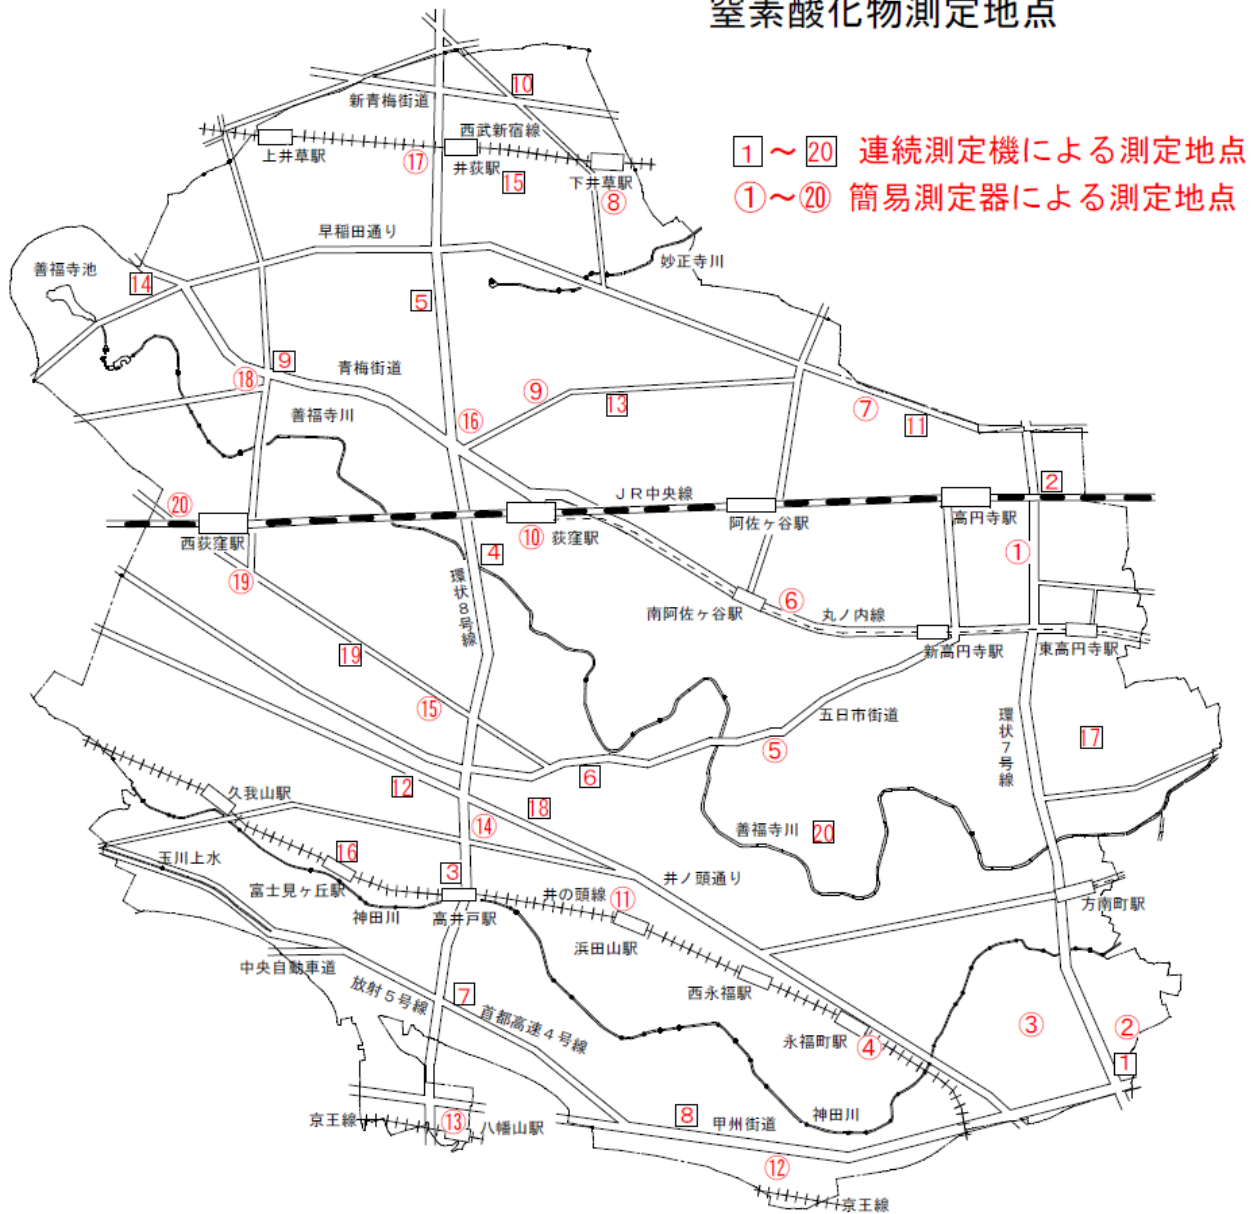 窒素酸化物測定地点
1 ～ 20 連続測定機による測定地点
①～⑳ 簡易測定器による測定地点
10
新青梅街道
西武新宿線
上井草駅
⑰
井荻駅
15
下井草駅
⑧
早稲田通り
善福寺池
14
妙正寺川
5
9
青梅街道
⑱
⑨
13
⑦
11
善福寺川
⑯
2
JR中央線
⑳
西荻窪駅
⑩
荻窪駅
阿佐ヶ谷駅
高円寺駅
4
①
⑲
環状8号線
南阿佐ヶ谷駅
⑥
丸ノ内線
新高円寺駅
東高円寺駅
19
⑮
五日市街道
⑤
環状7号線
17
6
12
18
久我山駅
⑭
善福寺川
20
玉川上水
16
3
富士見ヶ丘駅
井の頭線
⑪
井ノ頭通り
神田川
高井戸駅
方南町駅
浜田山駅
中央自動車道
放射5号線
7
首都高速4号線
西永福駅
永福町駅
④
③
②
1
京王線
⑬
八幡山駅
8
甲州街道
神田川
⑫
京王線